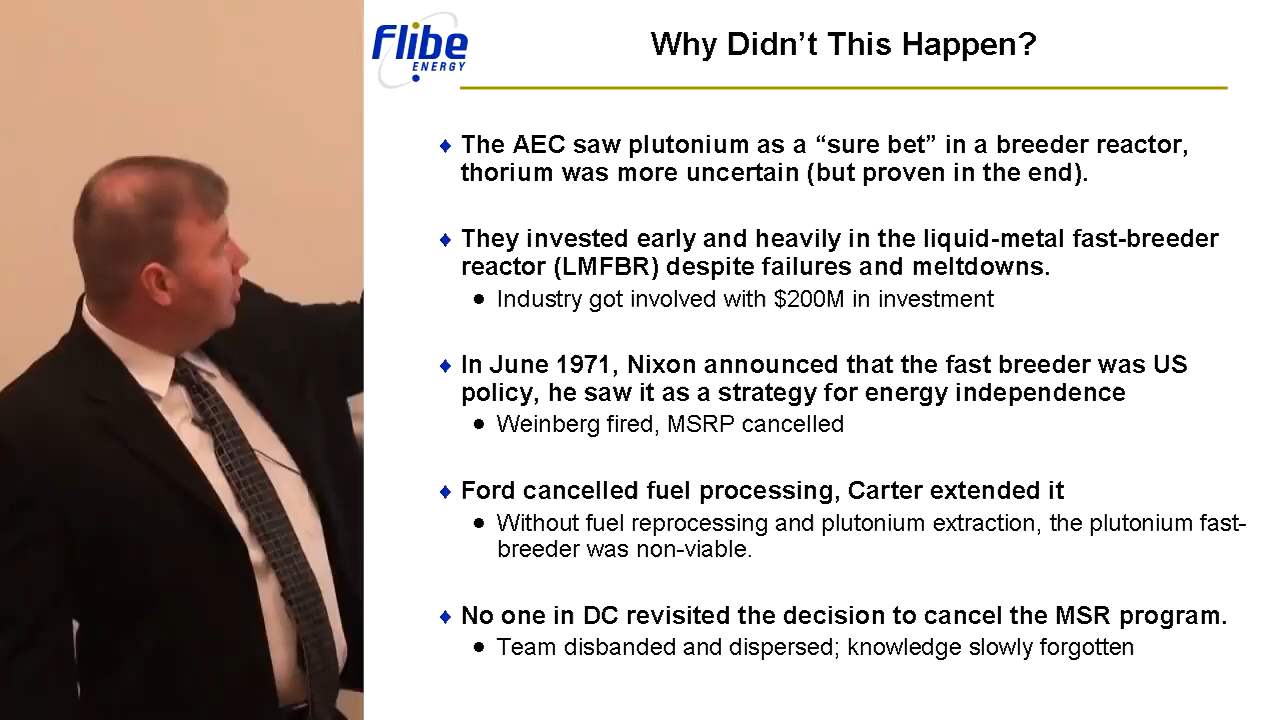 Flibe
ENERGY
Why Didn’t This Happen?
♦ The AEC saw plutonium as a “sure bet” in a breeder reactor,
thorium was more uncertain (but proven in the end).
♦ They invested early and heavily in the liquid-metal fast-breeder
reactor (LMFBR) despite failures and meltdowns.
● Industry got involved with $200M in investment
♦ In June 1971, Nixon announced that the fast breeder was US
policy, he saw it as a strategy for energy independence
● Weinberg fired, MSRP cancelled
♦ Ford cancelled fuel processing, Carter extended it
● Without fuel reprocessing and plutonium extraction, the plutonium fast-
breeder was non-viable.
♦ No one in DC revisited the decision to cancel the MSR program.
● Team disbanded and dispersed; knowledge slowly forgotten